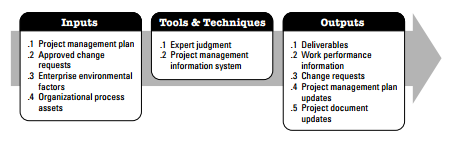 Inputs
.1 Project management plan
.2 Approved change
requests
.3 Enterprise environmental
factors
.4 Organizational process
assets
Tools & Techniques
.1 Expert judgment
.2 Project management
information system
Outputs
.1 Deliverables
.2 Work performance
information
.3 Change requests
.4 Project management plan
updates
.5 Project document
updates